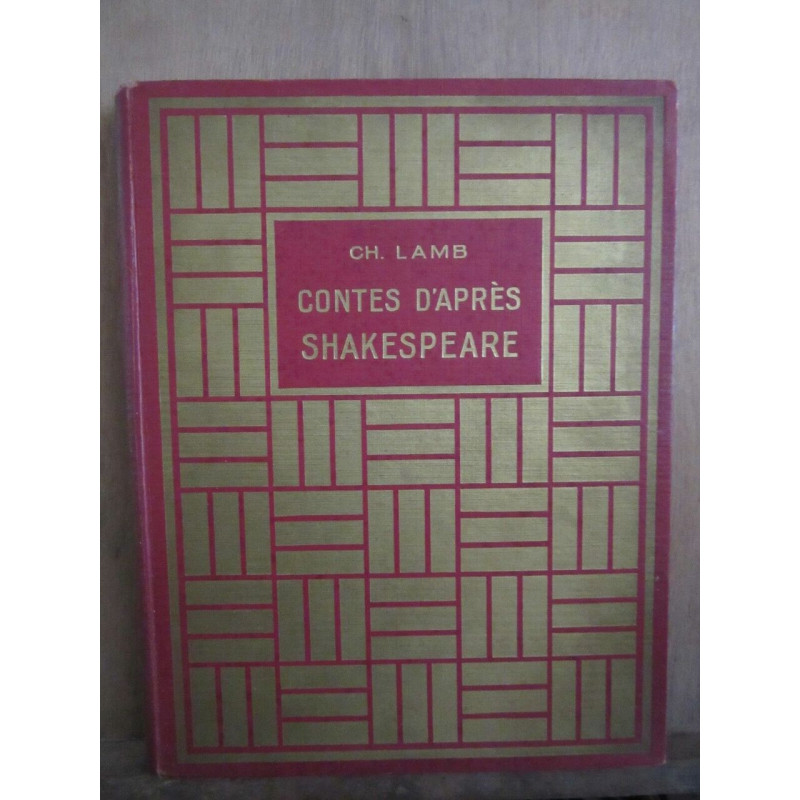 CH. LAMB
CONTES D'APRÈS
SHAKESPEARE